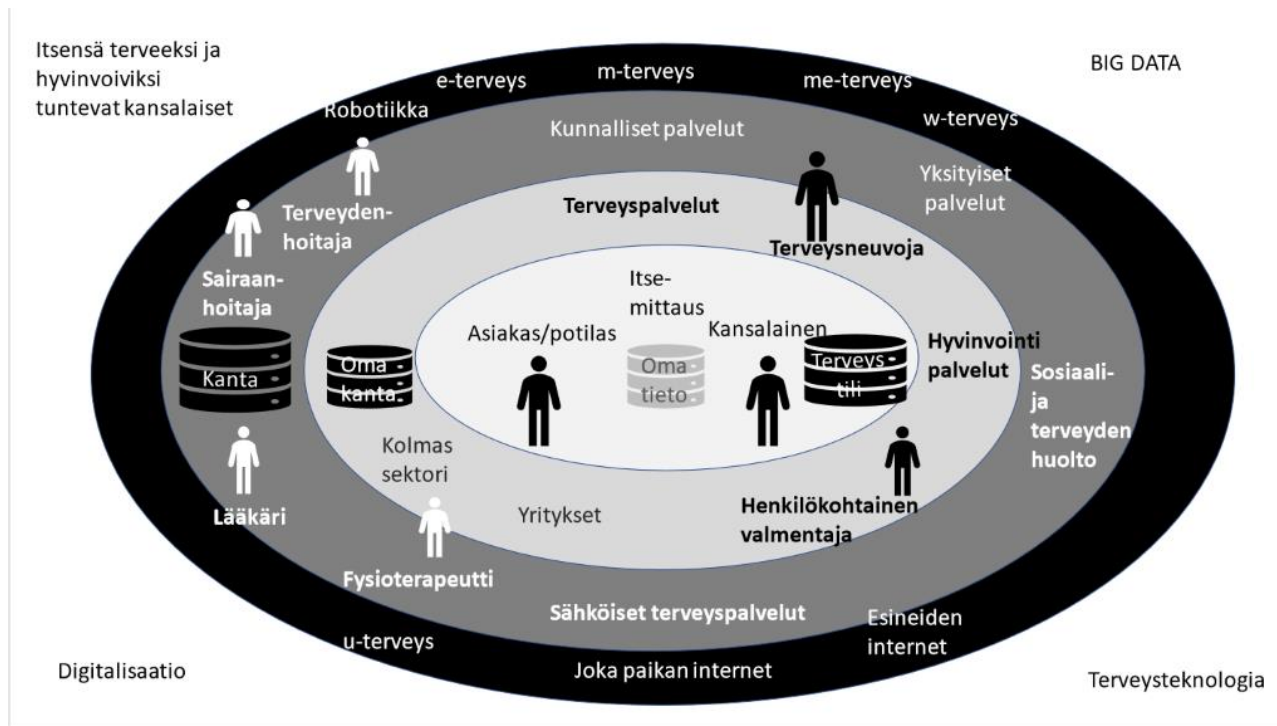 Itsensä terveeksi ja
hyvinvoiviksi
tuntevat kansalaiset
BIG DATA
e-terveys
m-terveys
me-terveys
w-terveys
Robotiikka
Kunnalliset palvelut
Yksityiset
palvelut
Terveyden-
hoitaja
Terveyspalvelut
Terveysneuvoja
Sairaan-
hoitaja
Itse-
mittaus
Asiakas/potilas
Kansalainen
Kanta
Oma
kanta
Oma
tieto
Terveys
tili
Hyvinvointi
palvelut
Sosiaali-
ja
terveyden
huolto
Kolmas
sektori
Lääkäri
Yritykset
Henkilökohtainen
valmentaja
Fysioterapeutti
Sähköiset terveyspalvelut
Esineiden
internet
u-terveys
Joka paikan internet
Digitalisaatio
Terveysteknologia